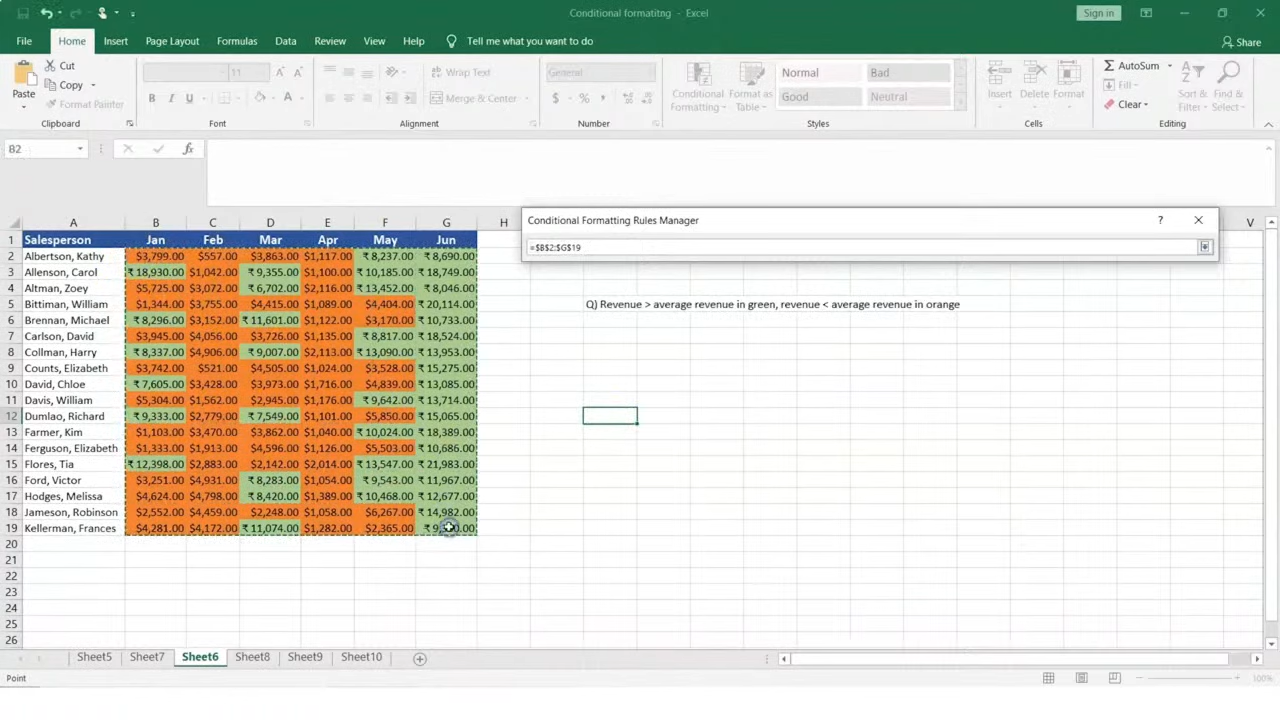 Conditional formatitng - Excel
Sign in
File Home Insert Page Layout Formulas Data Review View Help Tell me what you want to do Share
Paste
Cut
Copy
Format Painter
11
B I U
A A
Wrap Text
Merge & Center
General
$ % ,
Conditional Formatting
Format as Table
Normal Bad
Good Neutral
Insert Delete Format
AutoSum
Fill
Clear
Sort & Filter
Find & Select
Clipboard Font Alignment Number Styles Cells Editing
B2 fx
Conditional Formatting Rules Manager ?
=$B$2:$G$19
A B C D E F G H V
1 Salesperson Jan Feb Mar Apr May Jun
2 Albertson, Kathy $3,799.00 $557.00 $3,863.00 $1,117.00 ₹ 8,237.00 ₹ 8,690.00
3 Allenson, Carol ₹ 18,930.00 $1,042.00 ₹ 9,355.00 $1,100.00 ₹ 10,185.00 ₹ 18,749.00
4 Altman, Zoey $5,725.00 $3,072.00 ₹ 6,702.00 $2,116.00 ₹ 13,452.00 ₹ 8,046.00
5 Bittiman, William $1,344.00 $3,755.00 $4,415.00 $1,089.00 $4,404.00 ₹ 20,114.00
Q) Revenue > average revenue in green, revenue < average revenue in orange
6 Brennan, Michael ₹ 8,296.00 $3,152.00 ₹ 11,601.00 $1,122.00 $3,170.00 ₹ 10,733.00
7 Carlson, David $3,945.00 $4,056.00 $3,726.00 $1,135.00 ₹ 8,817.00 ₹ 18,524.00
8 Collman, Harry ₹ 8,337.00 $4,906.00 ₹ 9,007.00 $2,113.00 ₹ 13,090.00 ₹ 13,953.00
9 Counts, Elizabeth $3,742.00 $521.00 $4,505.00 $1,024.00 $3,528.00 ₹ 15,275.00
10 David, Chloe ₹ 7,605.00 $3,428.00 $3,973.00 $1,716.00 $4,839.00 ₹ 13,085.00
11 Davis, William $5,304.00 $1,562.00 $2,945.00 $1,176.00 ₹ 9,642.00 ₹ 13,714.00
12 Dumlao, Richard ₹ 9,333.00 $2,779.00 ₹ 7,549.00 $1,101.00 $5,850.00 ₹ 15,065.00
13 Farmer, Kim $1,103.00 $3,470.00 $3,862.00 $1,040.00 ₹ 10,024.00 ₹ 18,389.00
14 Ferguson, Elizabeth $1,333.00 $1,913.00 $4,596.00 $1,126.00 $5,503.00 ₹ 10,686.00
15 Flores, Tia ₹ 12,398.00 $2,883.00 $2,142.00 $2,014.00 ₹ 13,547.00 ₹ 21,983.00
16 Ford, Victor $3,251.00 $4,931.00 ₹ 8,283.00 $1,054.00 ₹ 9,543.00 ₹ 11,967.00
17 Hodges, Melissa $4,624.00 $4,798.00 ₹ 8,420.00 $1,389.00 ₹ 10,468.00 ₹ 12,677.00
18 Jameson, Robinson $2,552.00 $4,459.00 $2,248.00 $1,058.00 $6,267.00 ₹ 14,982.00
19 Kellerman, Frances $4,281.00 $4,172.00 ₹ 11,074.00 $1,282.00 $2,365.00
20
21
22
23
24
25
26
Sheet5 Sheet7 Sheet6 Sheet8 Sheet9 Sheet10
Point 100%